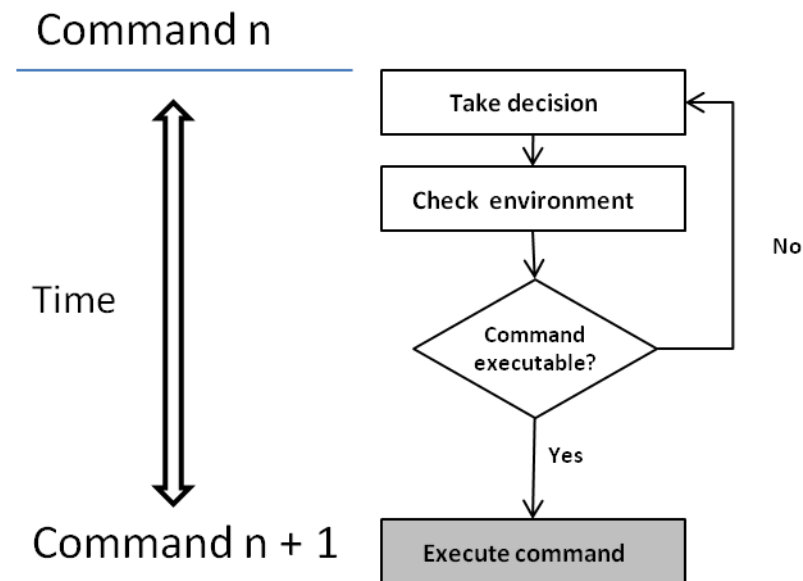 Command n
Take decision
Check environment
No
Time
Command
executable?
Yes
Command n + 1
Execute command